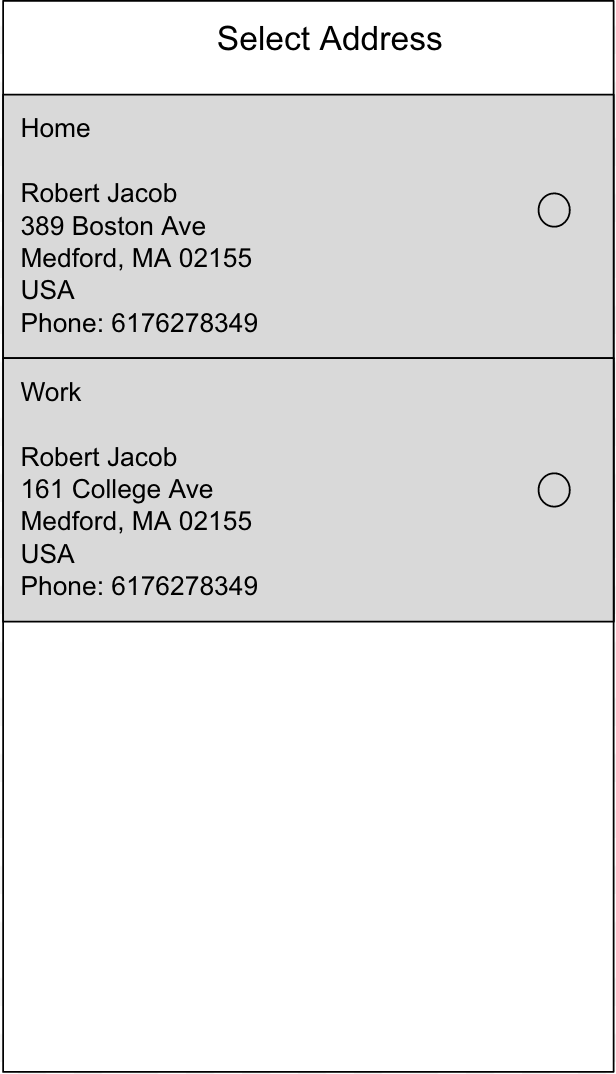 Select Address
Home
Robert Jacob
389 Boston Ave
Medford, MA 02155
USA
Phone: 6176278349
Work
Robert Jacob
161 College Ave
Medford, MA 02155
USA
Phone: 6176278349